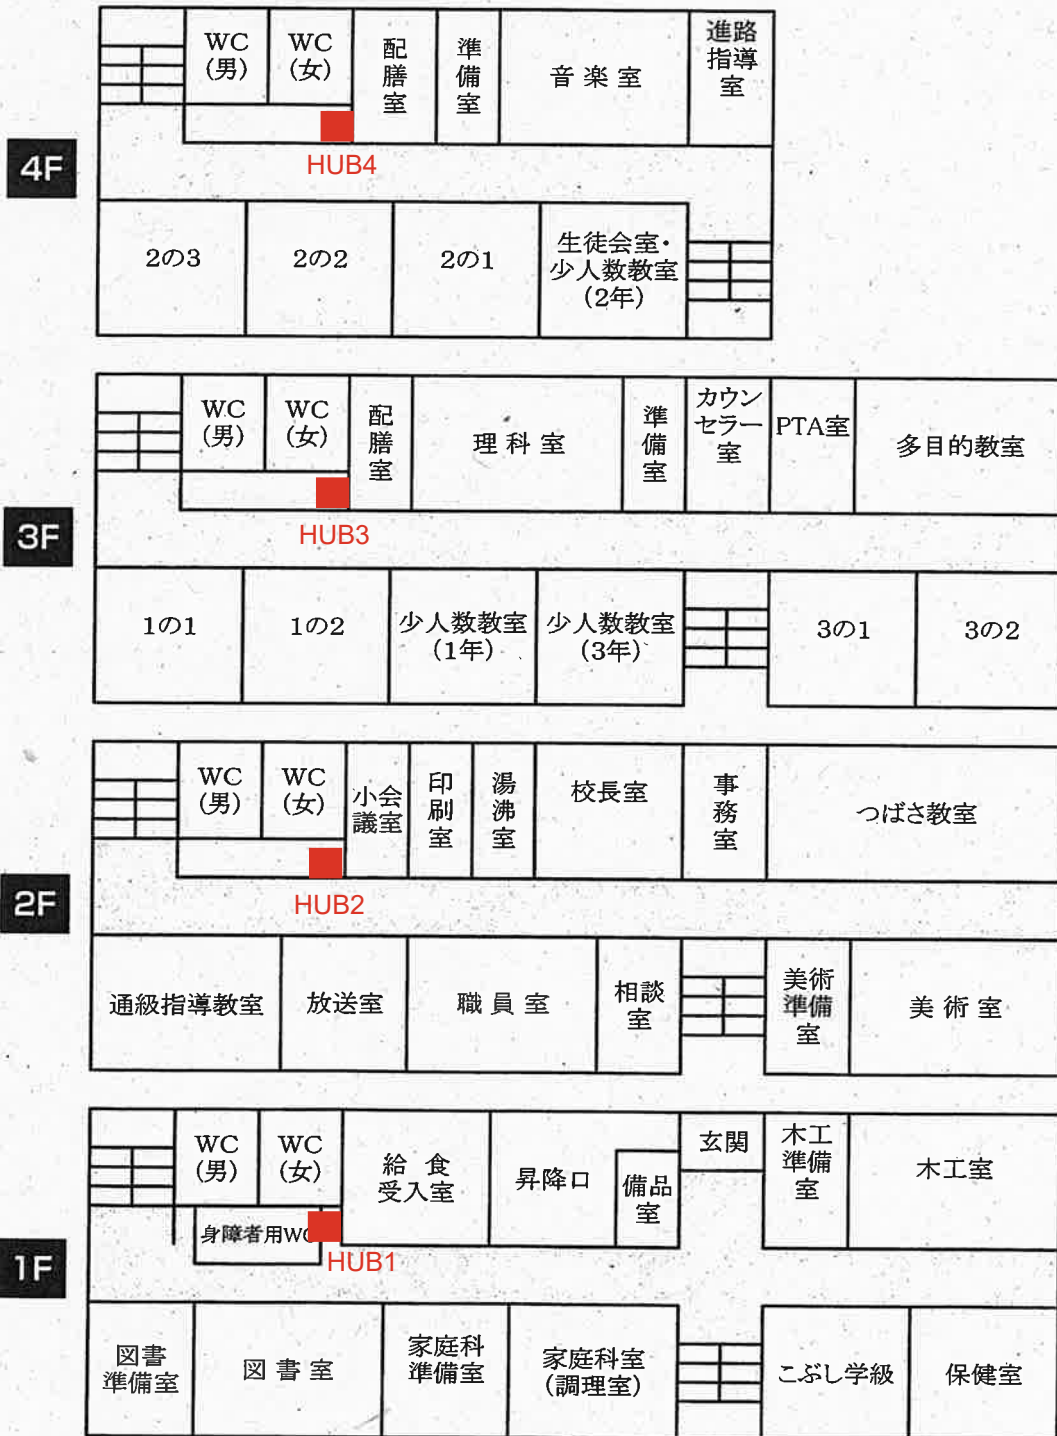 4F
WC
(男)
WC
(女)
配
膳
室
準
備
室
音楽室
進路
指導
室
HUB4
2の3
2の2
2の1
生徒会室・
少人数教室
(2年)
3F
WC
(男)
WC
(女)
配
膳
室
理科室
準
備
室
カウン
セラー
室
PTA室
多目的教室
HUB3
1の1
1の2
少人数教室
(1年)
少人数教室
(3年)
3の1
3の2
2F
WC
(男)
WC
(女)
小会
議室
印
刷
室
湯
沸
室
校長室
事
務
室
つばさ教室
HUB2
通級指導教室
放送室
職員室
相談
室
美術
準備
室
美術室
1F
WC
(男)
WC
(女)
給食
受入室
昇降口
備品
室
玄関
木工
準備
室
木工室
身障者用WC
HUB1
図書
準備室
図書室
家庭科
準備室
家庭科室
(調理室)
こぶし学級
保健室